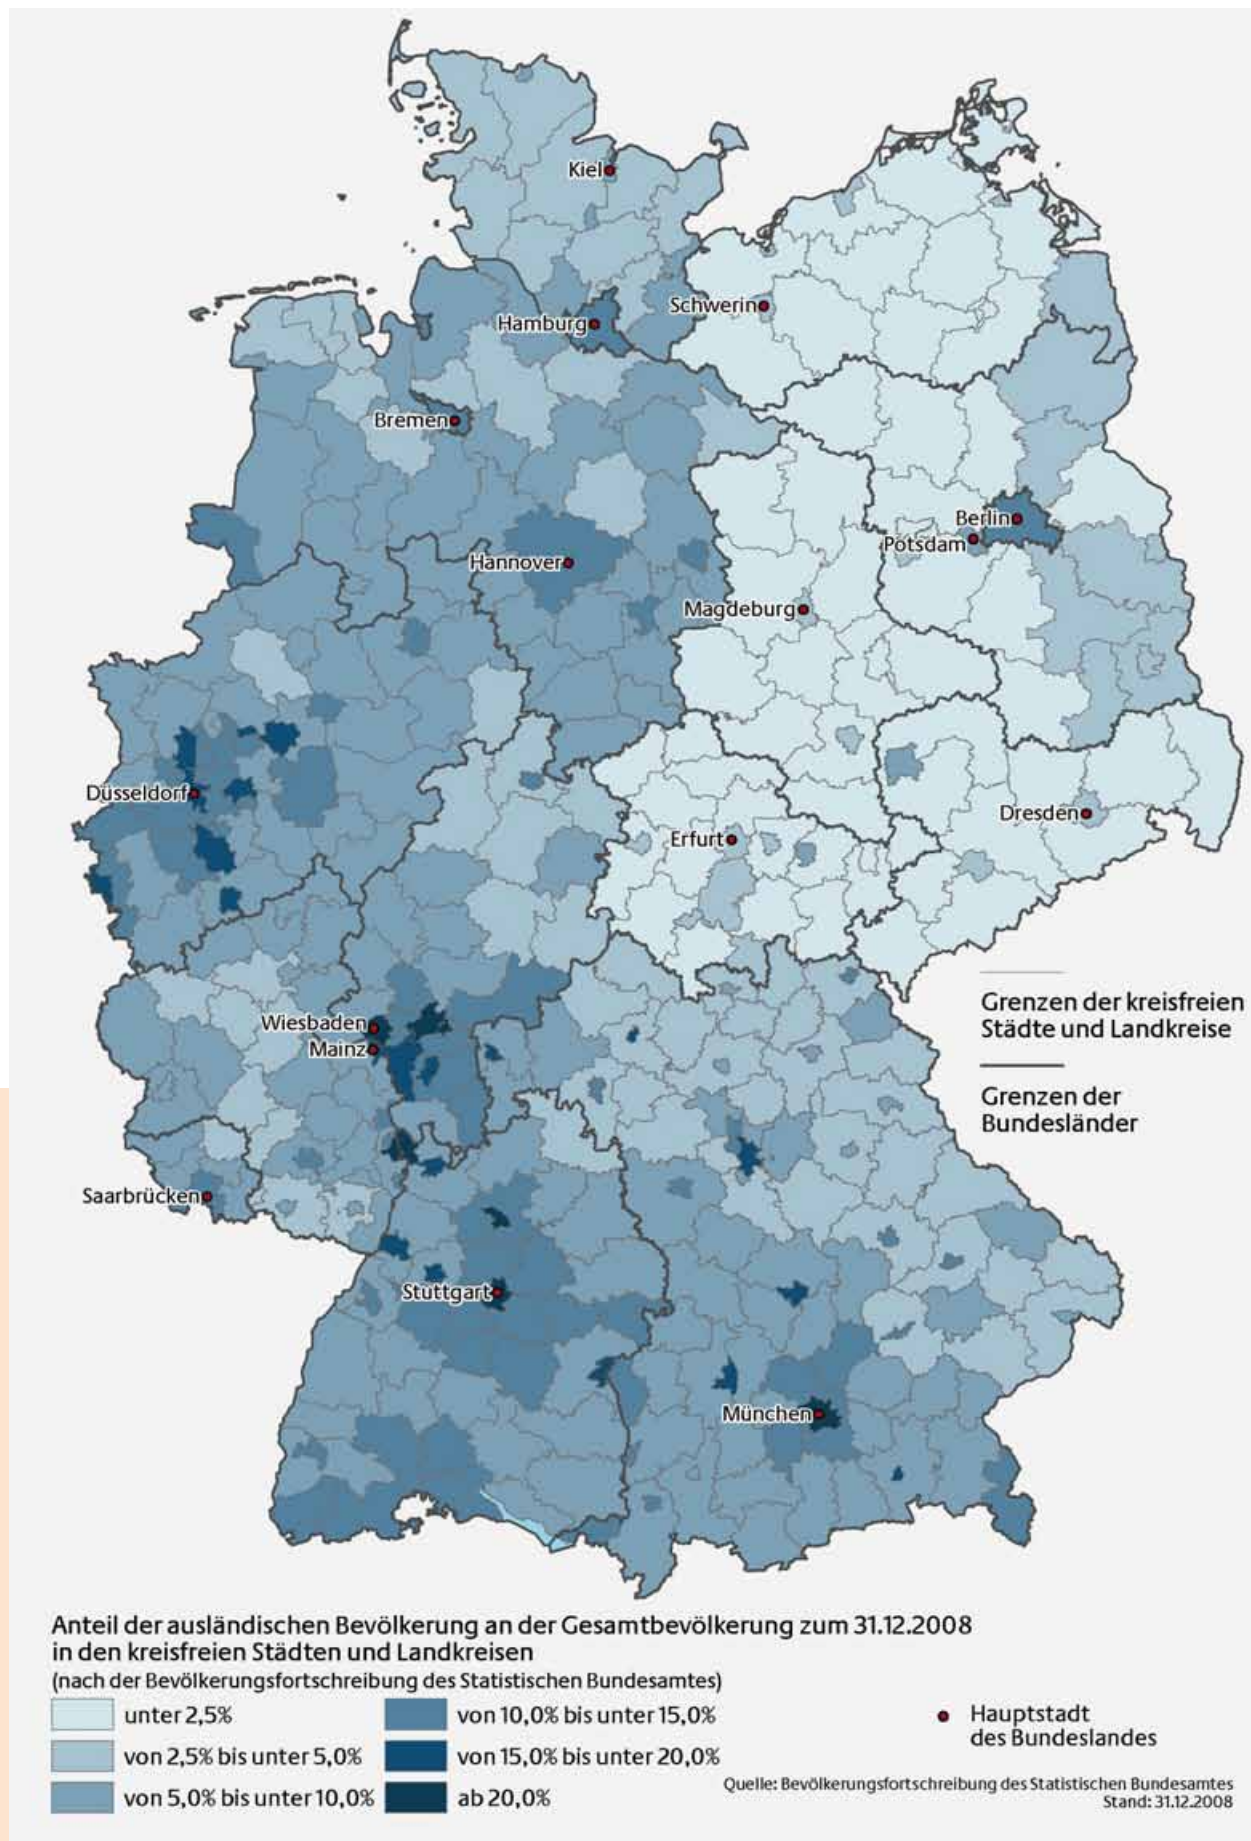 Kiel
Schwerin
Hamburg
Bremen
Berlin
Potsdam
Hannover
Magdeburg
Düsseldorf
Dresden
Erfurt
Grenzen der kreisfreien
Städte und Landkreise
Wiesbaden
Mainz
Grenzen der
Bundesländer
Saarbrücken
Stuttgart
München
Anteil der ausländischen Bevölkerung an der Gesamtbevölkerung zum 31.12.2008
in den kreisfreien Städten und Landkreisen
(nach der Bevölkerungsfortschreibung des Statistischen Bundesamtes)
unter 2,5%
von 2,5% bis unter 5,0%
von 5,0% bis unter 10,0%
von 10,0% bis unter 15,0%
von 15,0% bis unter 20,0%
ab 20,0%
Hauptstadt
des Bundeslandes
Quelle: Bevölkerungsfortschreibung des Statistischen Bundesamtes
Stand: 31.12.2008